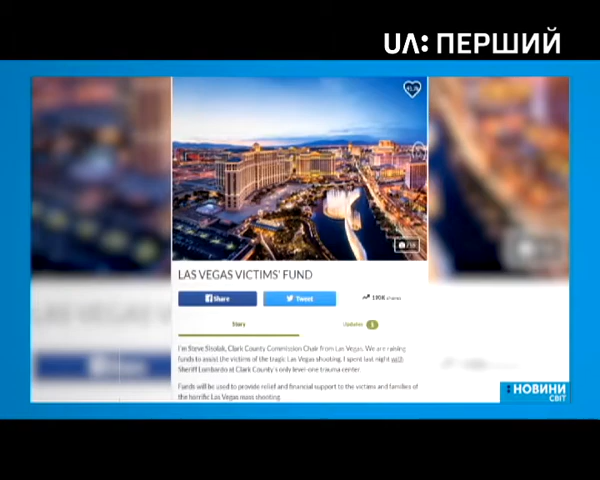 UA: ПЕРШИЙ
LAS VEGAS VICTIMS' FUND
Share
Tweet
shares
Story
Updates
I'm Steve Sisolak, Clark County Commission Chair from Las Vegas. We are raising
funds to assist the victims of the tragic Las Vegas shooting. I spent last night with
Sheriff Lombardo at Clark County's only level-one trauma center.
Funds will be used to provide relief and financial support to the victims and families of
the horrific Las Vegas mass shooting.
:НОВИНИ
СВІТ